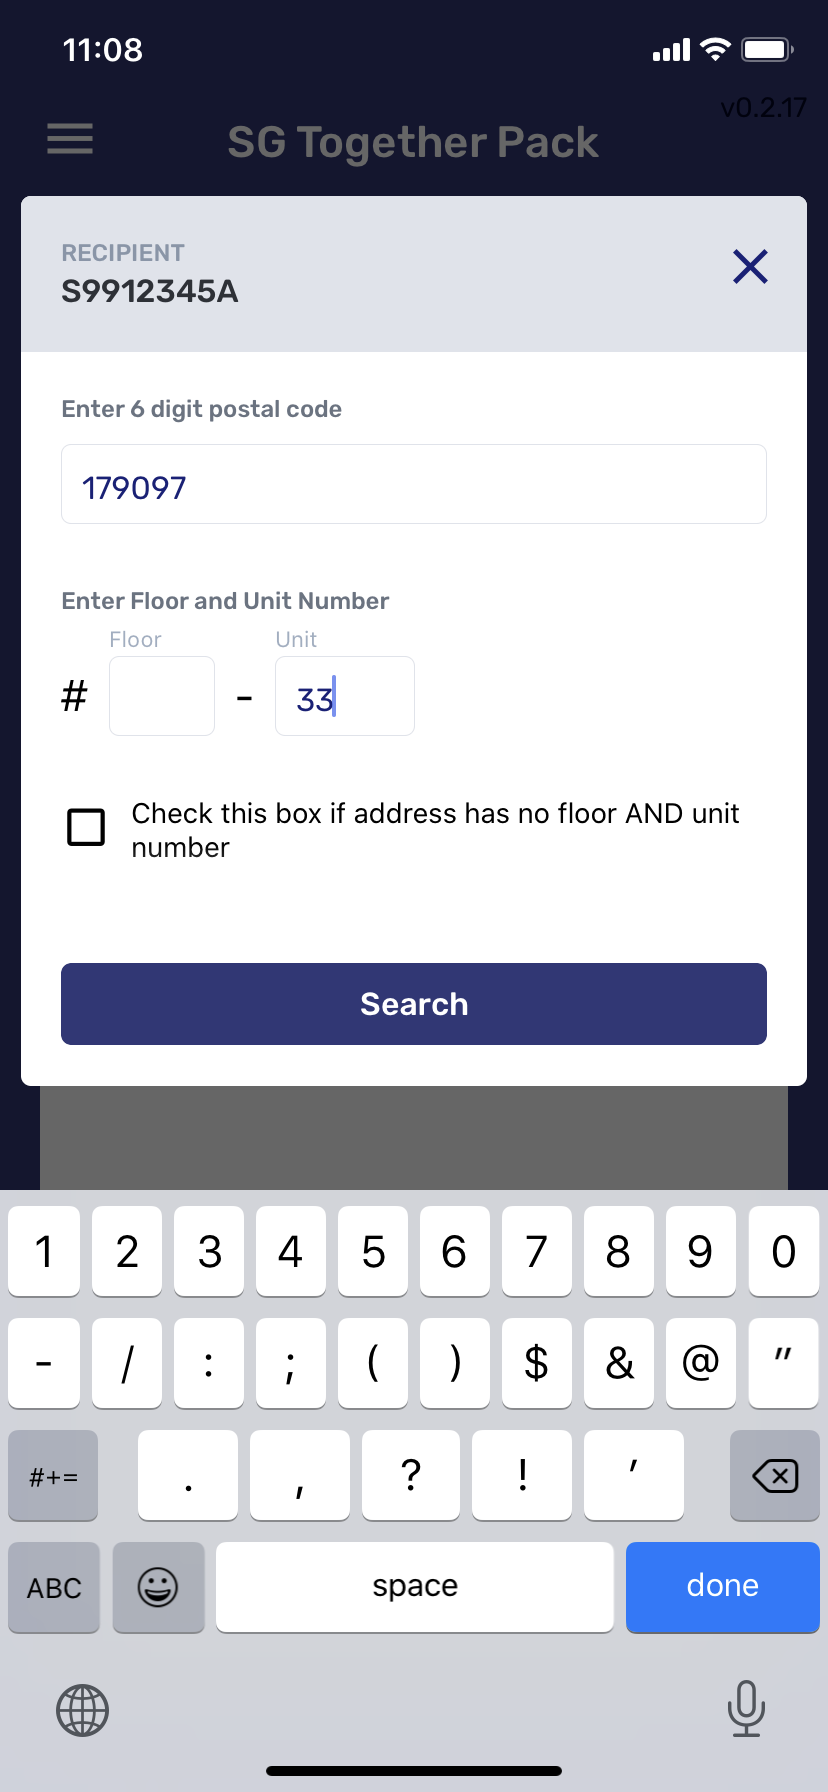 11:08
v0.2.17
SG Together Pack
RECIPIENT
S9912345A
Enter 6 digit postal code
179097
Enter Floor and Unit Number
Floor Unit
# - 33
Check this box if address has no floor AND unit
number
Search
1 2 3 4 5 6 7 8 9 0
- / : ; ( ) $ & @ "
#+= . , ? ! '
ABC space done